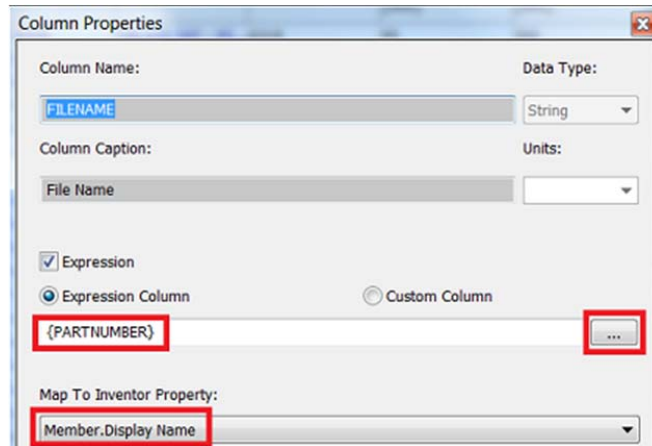 Column Properties
Column Name: Data Type:
FILENAME String
Column Caption: Units:
File Name
Expression
Expression Column Custom Column
{PARTNUMBER} ...
Map To Inventor Property:
Member.Display Name